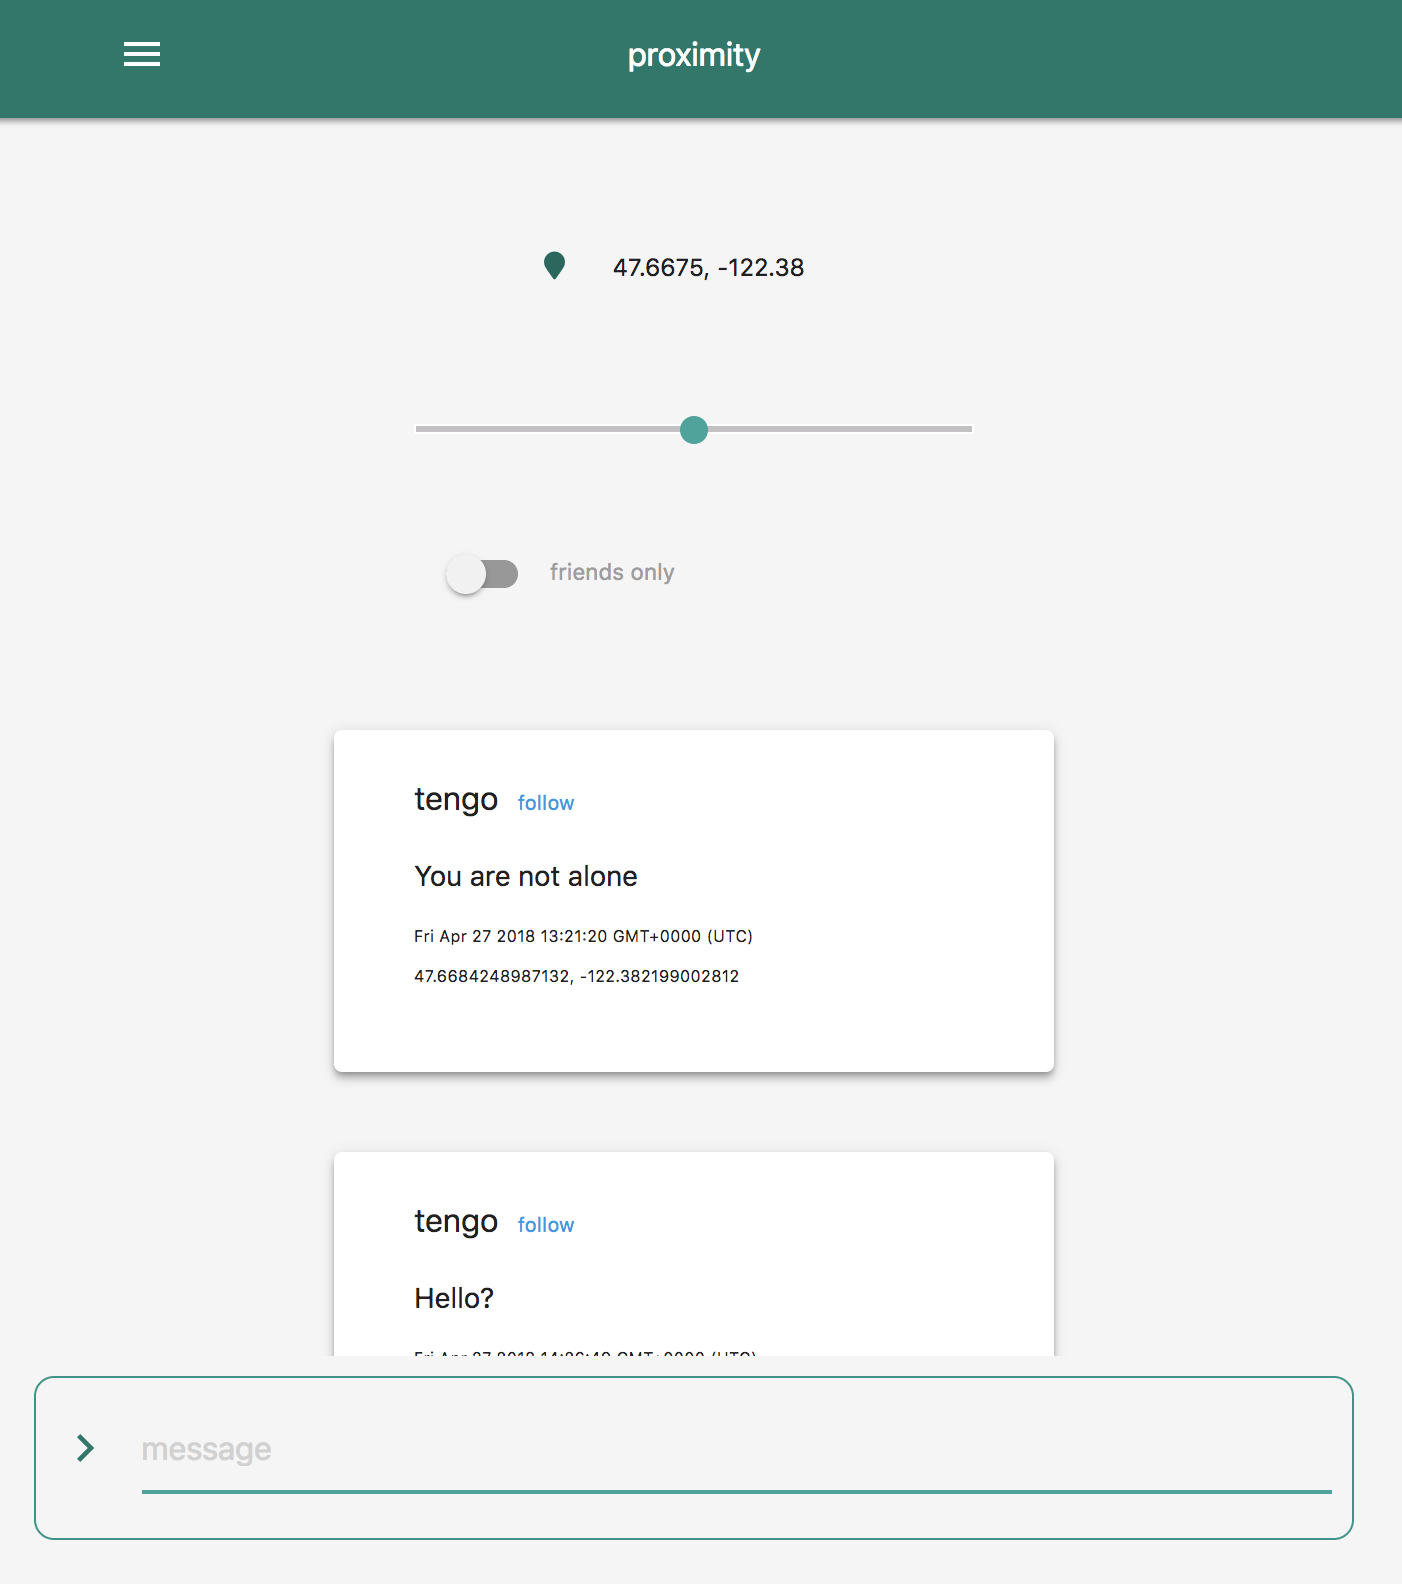 proximity
47.6675, -122.38
friends only
tengo follow
You are not alone
Fri Apr 27 2018 13:21:20 GMT+0000 (UTC)
47.6684248987132, -122.382199002812
tengo follow
Hello?
message